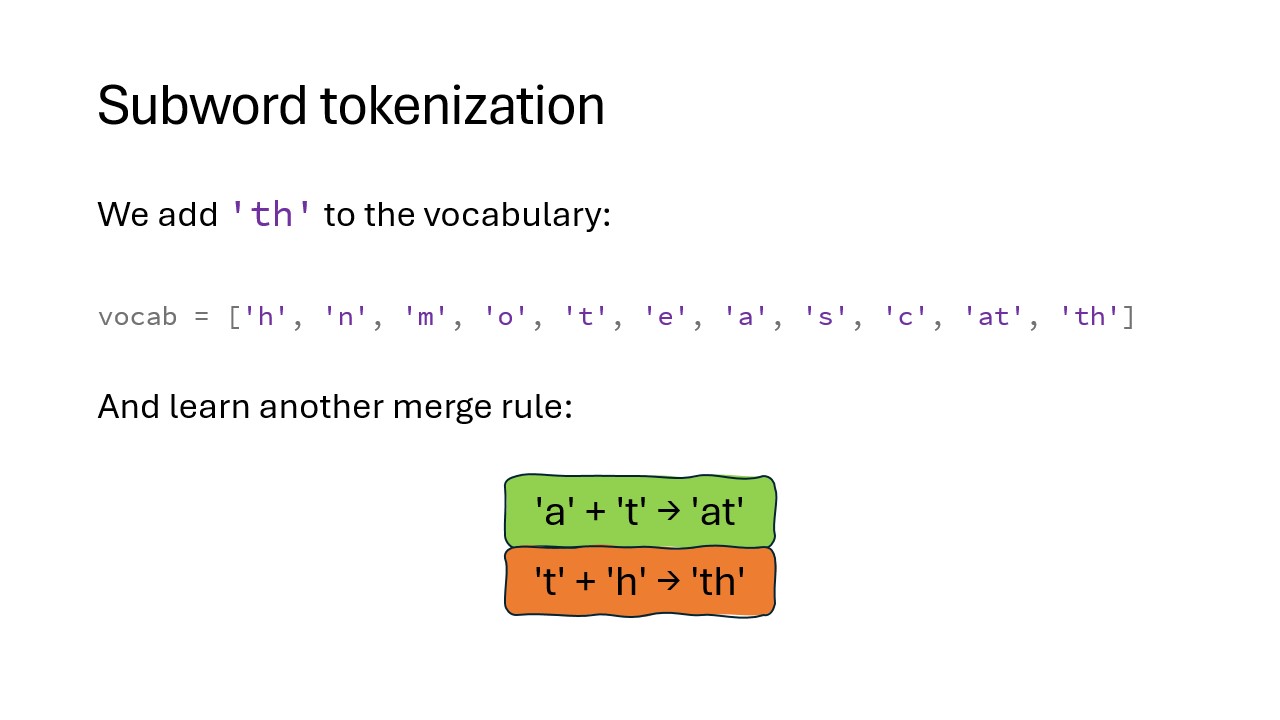 Subword tokenization
We add 'th' to the vocabulary:
vocab = ['h', 'n', 'm', 'o', 't', 'e', 'a', 's', 'c', 'at', 'th']
And learn another merge rule:
'a' + 't' → 'at'
't' + 'h' → 'th'